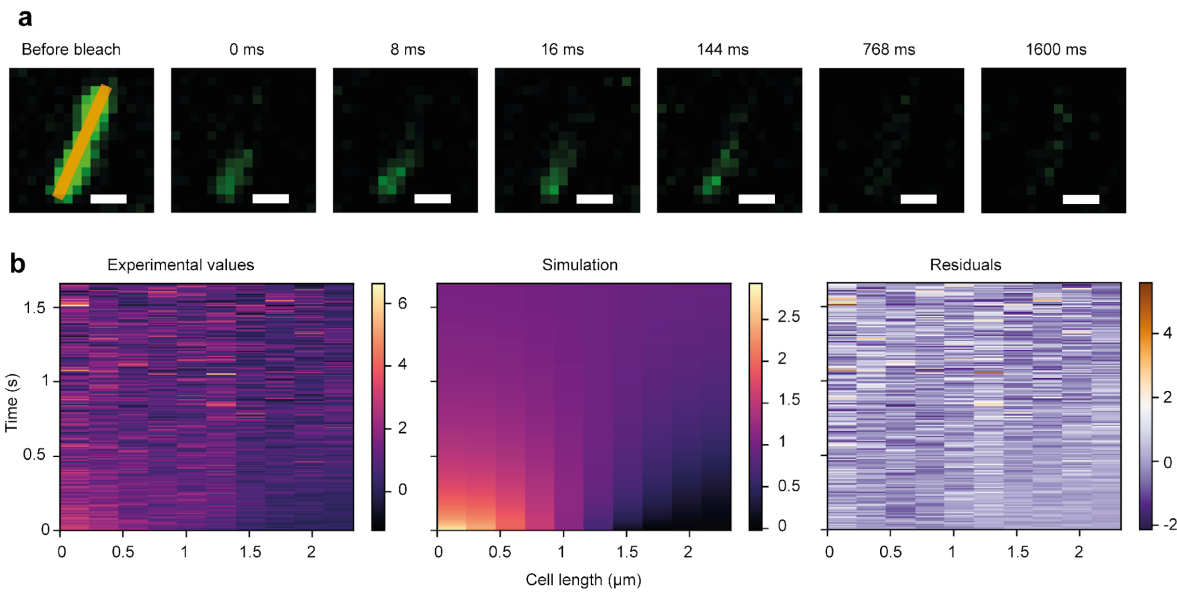 a
Before bleach 0 ms 8 ms 16 ms 144 ms 768 ms 1600 ms
b
Experimental values Simulation Residuals
Time (s)
1.5
1
0.5
0
0 0.5 1 1.5 2
6
4
2
0
0 0.5 1 1.5 2
2.5
2
1.5
1
0.5
0
0 0.5 1 1.5 2
4
2
0
-2
Cell length (μm)